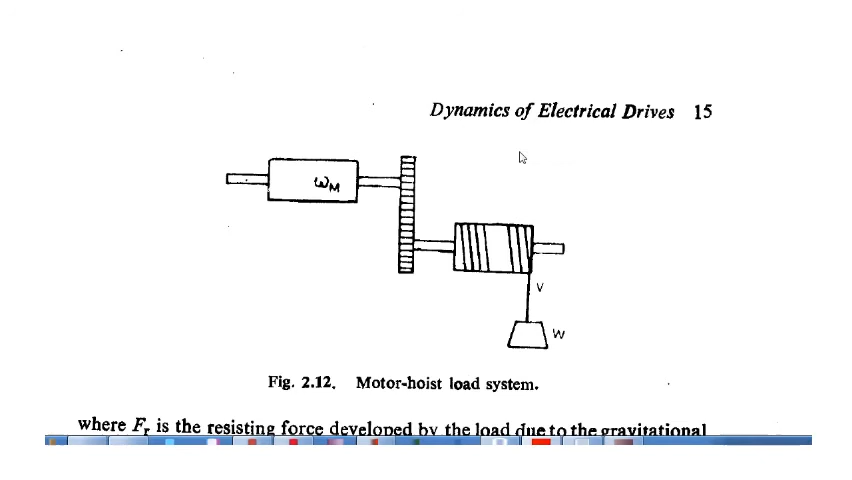 Dynamics of Electrical Drives 15
ωM
V
W
Fig. 2.12. Motor-hoist load system.
where Fr is the resisting force developed by the load due to the gravitational